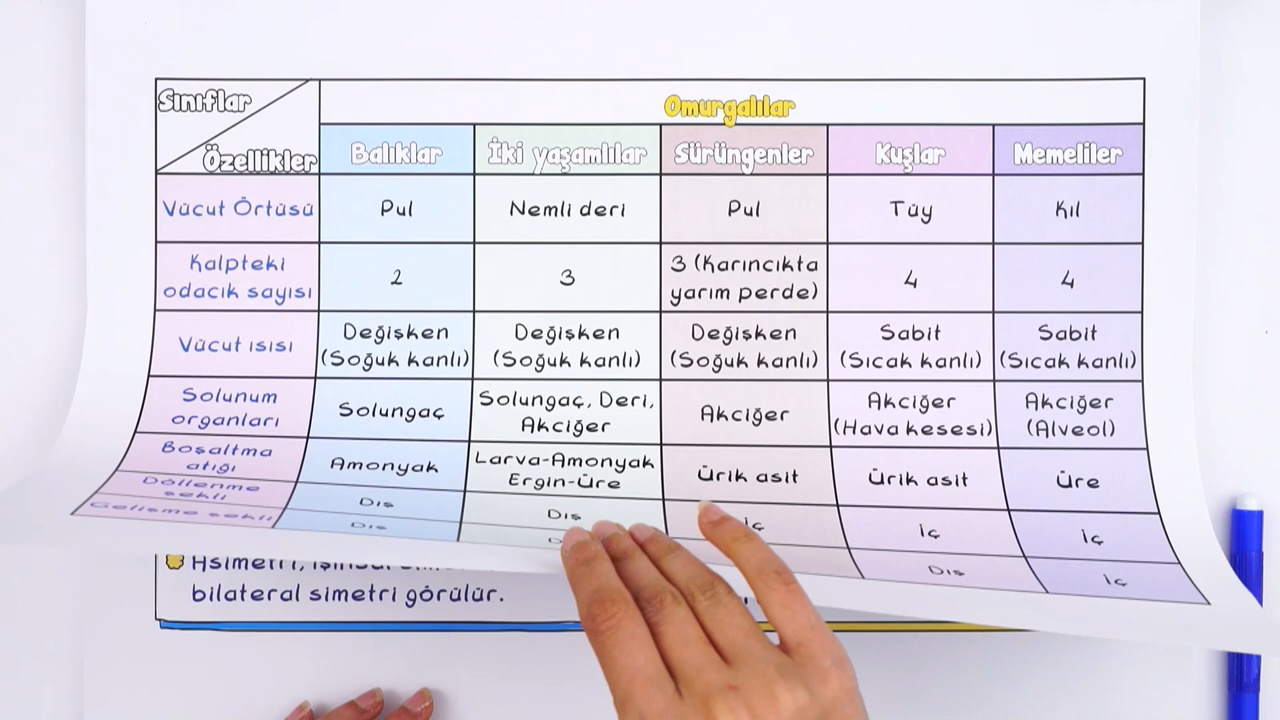 Sınıflar
Özellikler
Omurgalılar
Balıklar
İki yaşamlılar
Sürüngenler
Kuşlar
Memeliler
Vücut Örtüsü
Pul
Nemli deri
Pul
Tüy
Kıl
Kalpteki
odacık sayısı
2
3
3 (Karıncıkta
yarım perde)
4
4
Vücut ısısı
Değişken
(Soğuk kanlı)
Değişken
(Soğuk kanlı)
Değişken
(Soğuk kanlı)
Sabit
(Sıcak kanlı)
Sabit
(Sıcak kanlı)
Solunum
organları
Solungaç
Solungaç, Deri,
Akciğer
Akciğer
Akciğer
(Hava kesesi)
Akciğer
(Alveol)
Boşaltma
atığı
Amonyak
Larva-Amonyak
Ergin-Üre
Ürik asit
Ürik asit
Üre
Döllenme
şekli
Dış
Dış
İç
İç
İç
Gelişme şekli
Dış
Dış
İç
Asimetri,
bilateral simetri görülür.